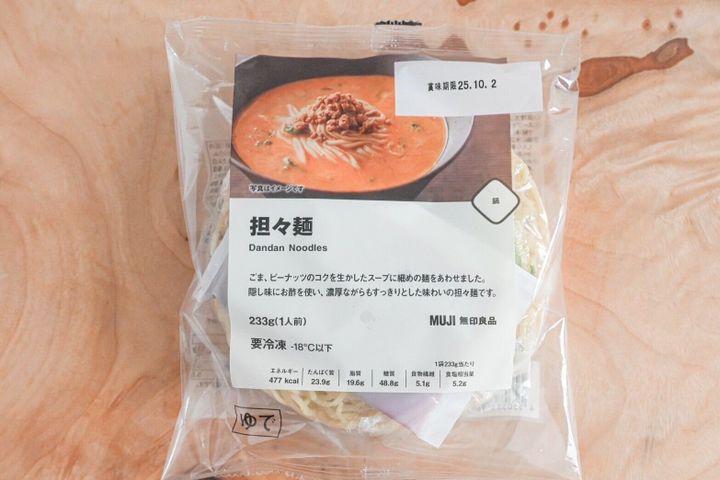 賞味期限25.10.2
写真はイメージです
鍋
担々麺
Dandan Noodles
ごま、ピーナッツのコクを生かしたスープに細めの麺をあわせました。
隠し味にお酢を使い、濃厚ながらもすっきりとした味わいの担々麺です。
233g(1人前)
MUJI 無印良品
要冷凍 -18℃以下
1袋233g当たり
エネルギー たんぱく質 脂質 糖質 食物繊維 食塩相当量
477 kcal 23.9g 19.6g 48.8g 5.1g 5.2g
ゆで